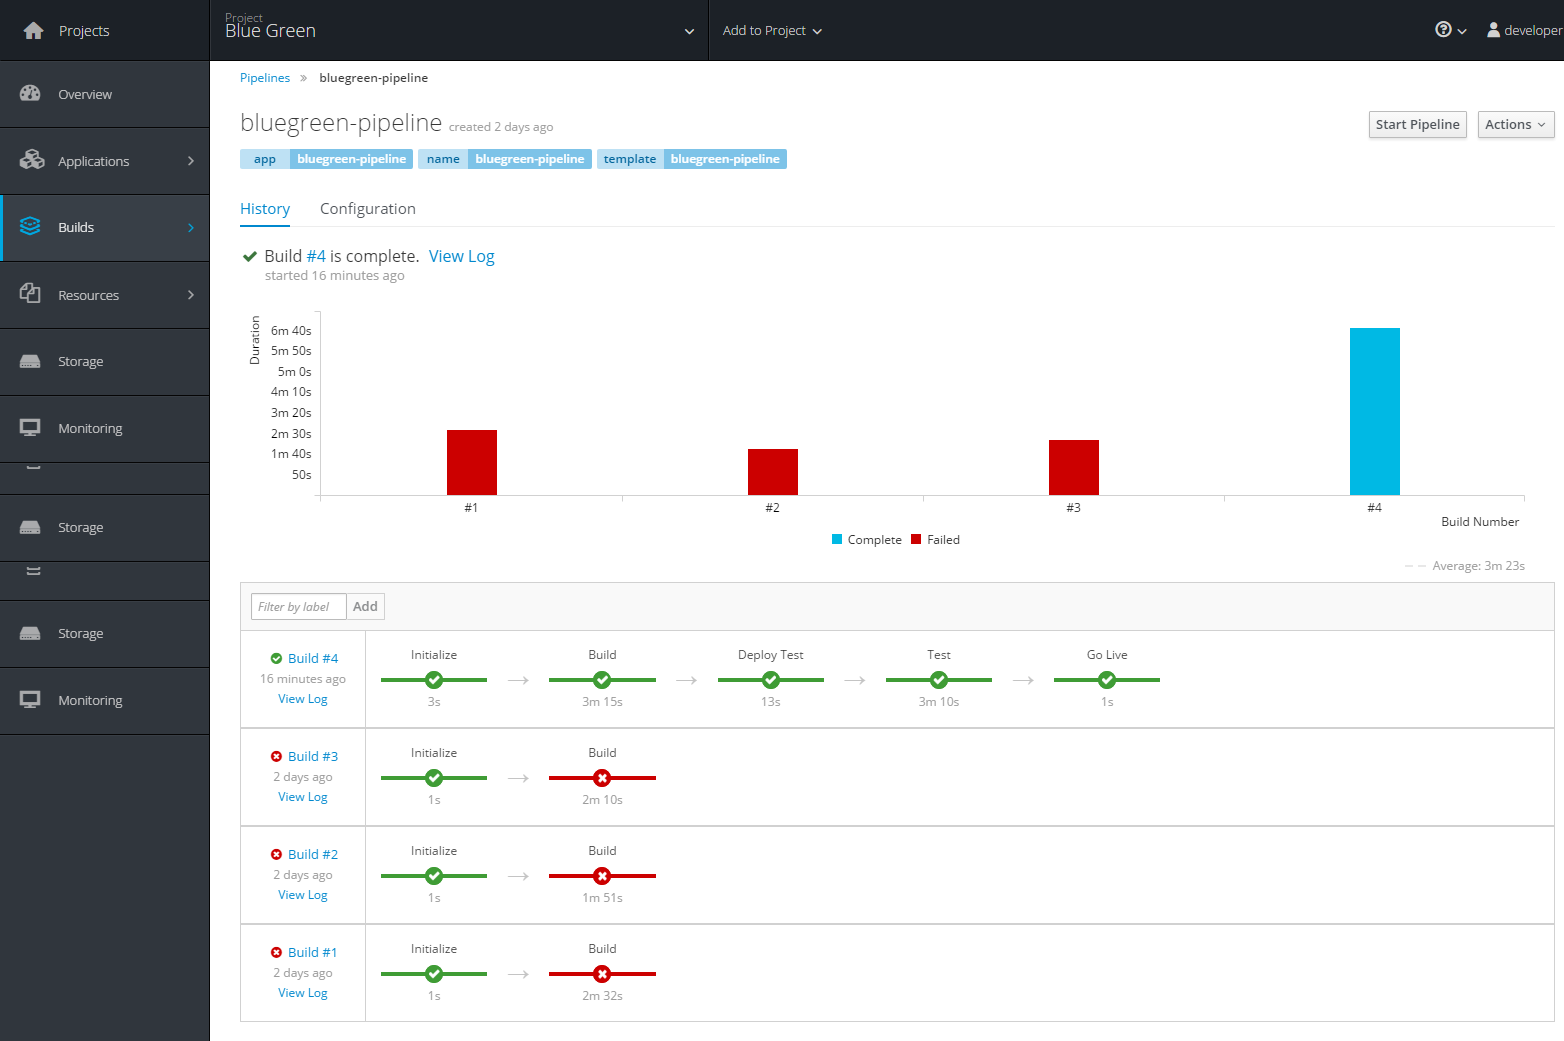 Projects
Project
Blue Green
Add to Project
developer
Overview
Applications
Builds
Resources
Storage
Monitoring
Storage
Storage
Monitoring
Pipelines » bluegreen-pipeline
bluegreen-pipeline created 2 days ago
Start Pipeline
Actions
app bluegreen-pipeline name bluegreen-pipeline template bluegreen-pipeline
History Configuration
Build #4 is complete. View Log
started 16 minutes ago
Duration
6m 40s
5m 50s
5m 0s
4m 10s
3m 20s
2m 30s
1m 40s
50s
#1 #2 #3 #4
Build Number
Complete Failed
Average: 3m 23s
Filter by label Add
Build #4
16 minutes ago
View Log
Initialize Build Deploy Test Test Go Live
3s 3m 15s 13s 3m 10s 1s
Build #3
2 days ago
View Log
Initialize Build
1s 2m 10s
Build #2
2 days ago
View Log
Initialize Build
1s 1m 51s
Build #1
2 days ago
View Log
Initialize Build
1s 2m 32s